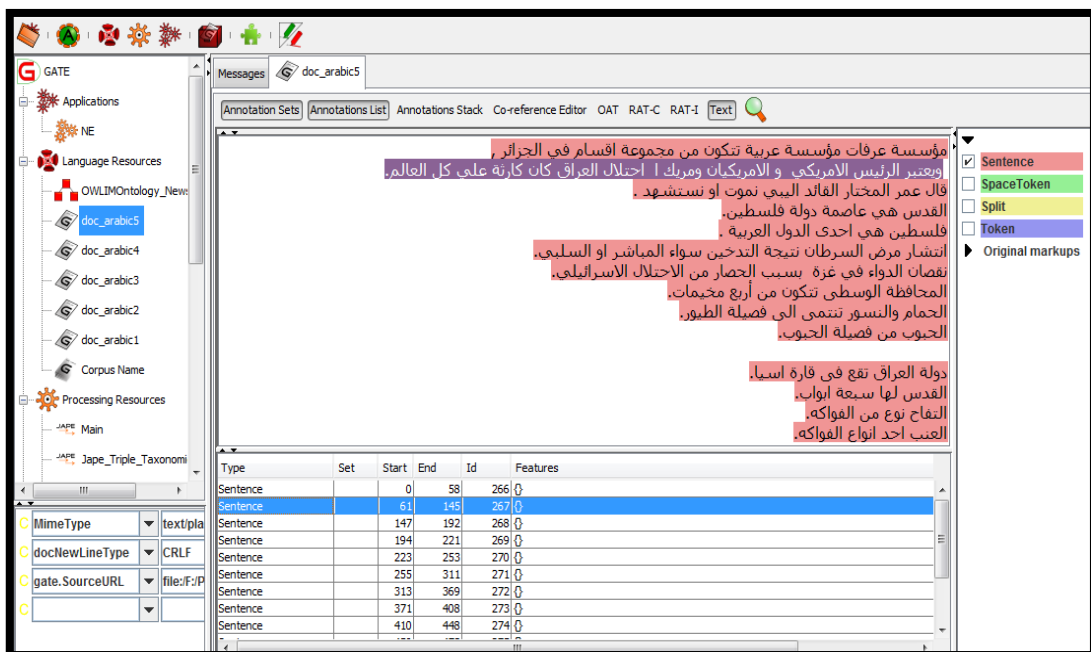 Messages
doc_arabic5
GATE
Applications
NE
Language Resources
OWLIMOntology_News
doc_arabic5
doc_arabic4
doc_arabic3
doc_arabic2
doc_arabic1
Corpus Name
Processing Resources
Main
Jape_Triple_Taxonomi
MimeType text/pla
docNewLineType CRLF
gate.SourceURL file:/F:/P
Annotation Sets Annotations List Annotations Stack Co-reference Editor OAT RAT-C RAT-I Text
مؤسسة عرفات مؤسسة عربية تتكون من مجموعة اقسام في الجزائر ,
ويعتبر الرئيس الامريكي و الامريكيان ومريك ا احتلال العراق كان كارثة علي كل العالم.
قال عمر المختار القائد الليبي نموت او نستشهد .
القدس هي عاصمة دولة فلسطين.
فلسطين هي احدى الدول العربية .
انتشار مرض السرطان نتيجة التدخين سواء المباشر او السلبي.
نقصان الدواء في غزة بسبب الحصار من الاحتلال الاسرائيلي.
المحافظة الوسطى تتكون من أربع مخيمات.
الحمام والنسور تنتمى الى فصيلة الطيور.
الحبوب من فصيلة الحبوب.
دولة العراق تقع في قارة اسيا.
القدس لها سبعة ابواب.
التفاح نوع من الفواكه.
العنب احد انواع الفواكه.
Type Set Start End Id Features
Sentence 0 58 266 {}
Sentence 61 145 267 {}
Sentence 147 192 268 {}
Sentence 194 221 269 {}
Sentence 223 253 270 {}
Sentence 255 311 271 {}
Sentence 313 369 272 {}
Sentence 371 408 273 {}
Sentence 410 448 274 {}
Sentence
SpaceToken
Split
Token
Original markups